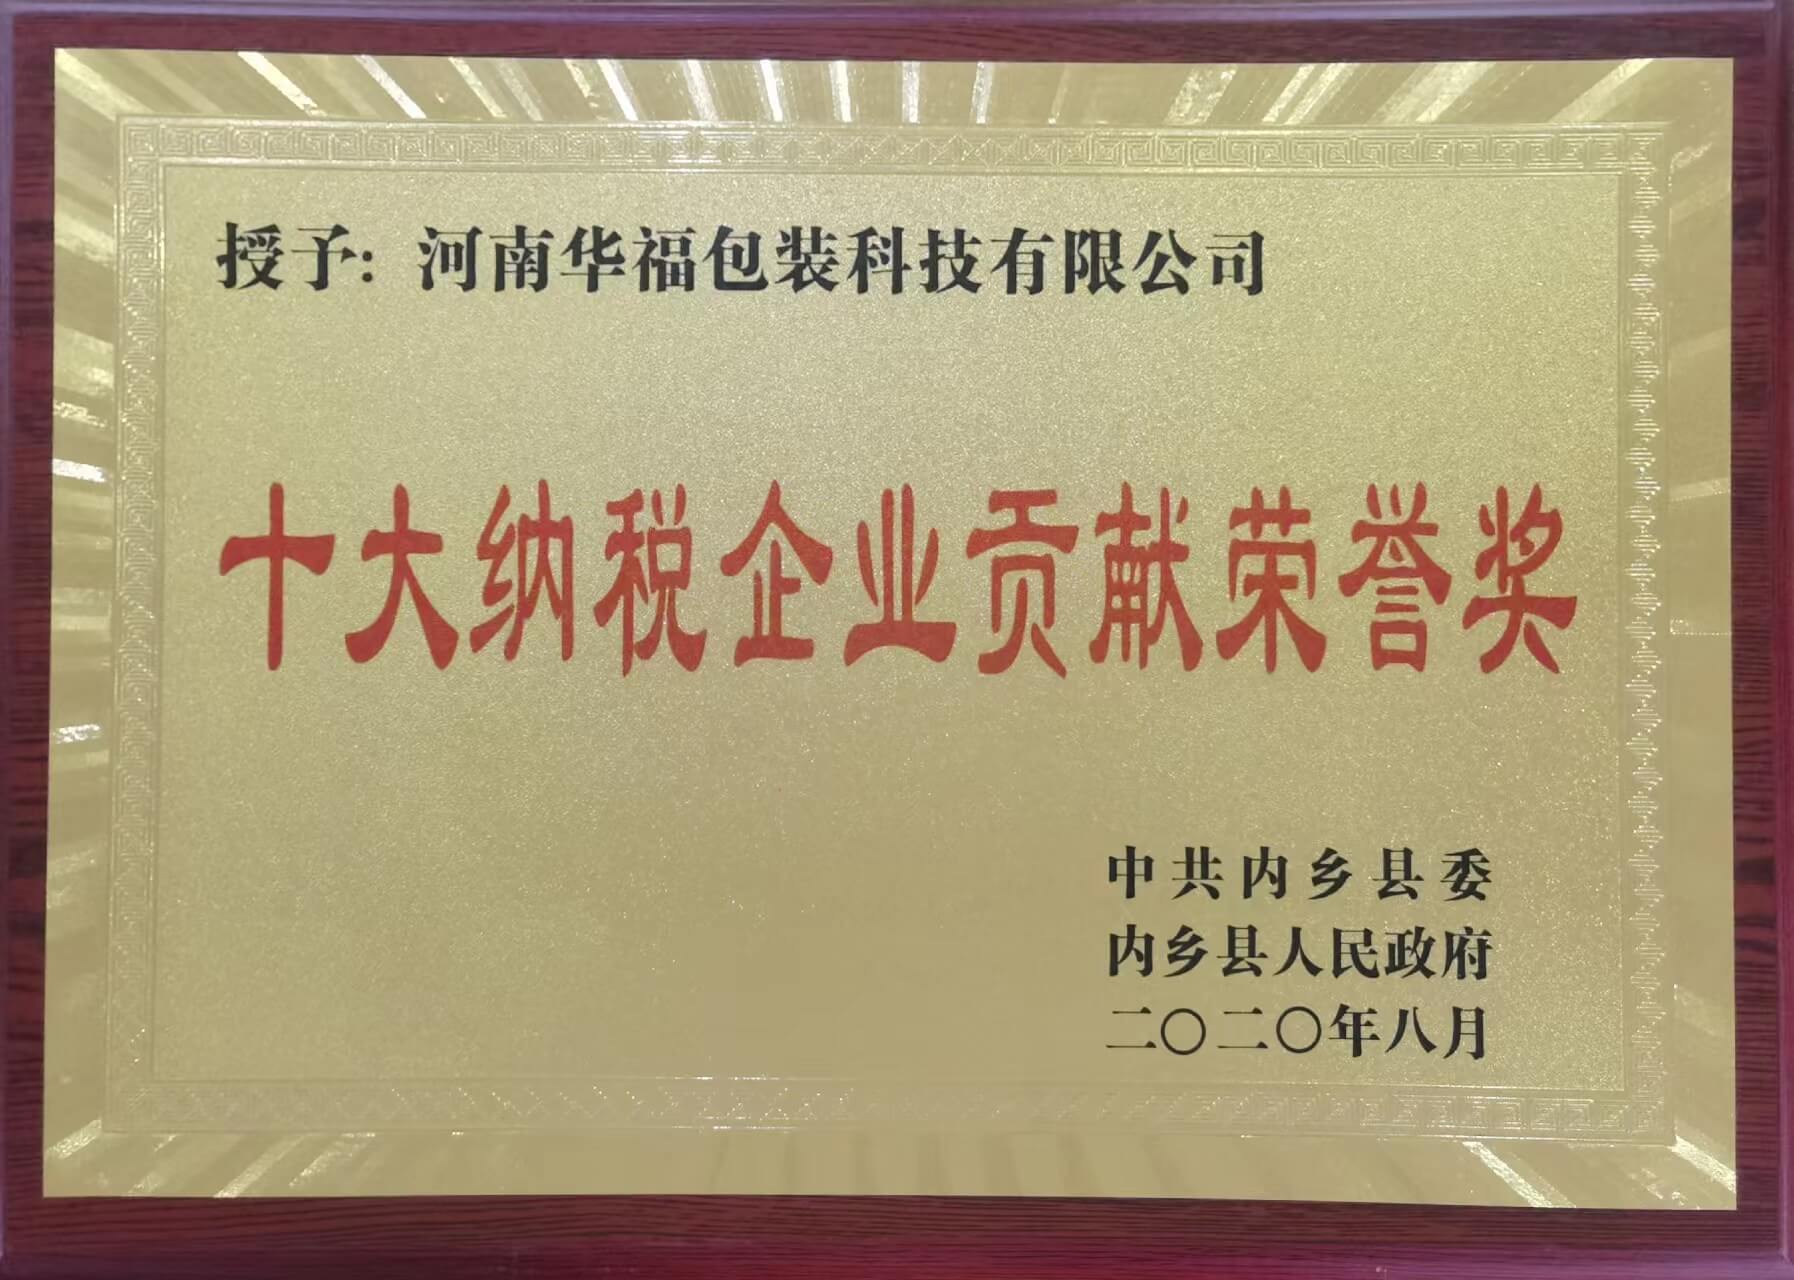 授予：河南华福包装科技有限公司
十大纳税企业贡献荣誉奖
中共内乡县委
内乡县人民政府
二〇二〇年八月